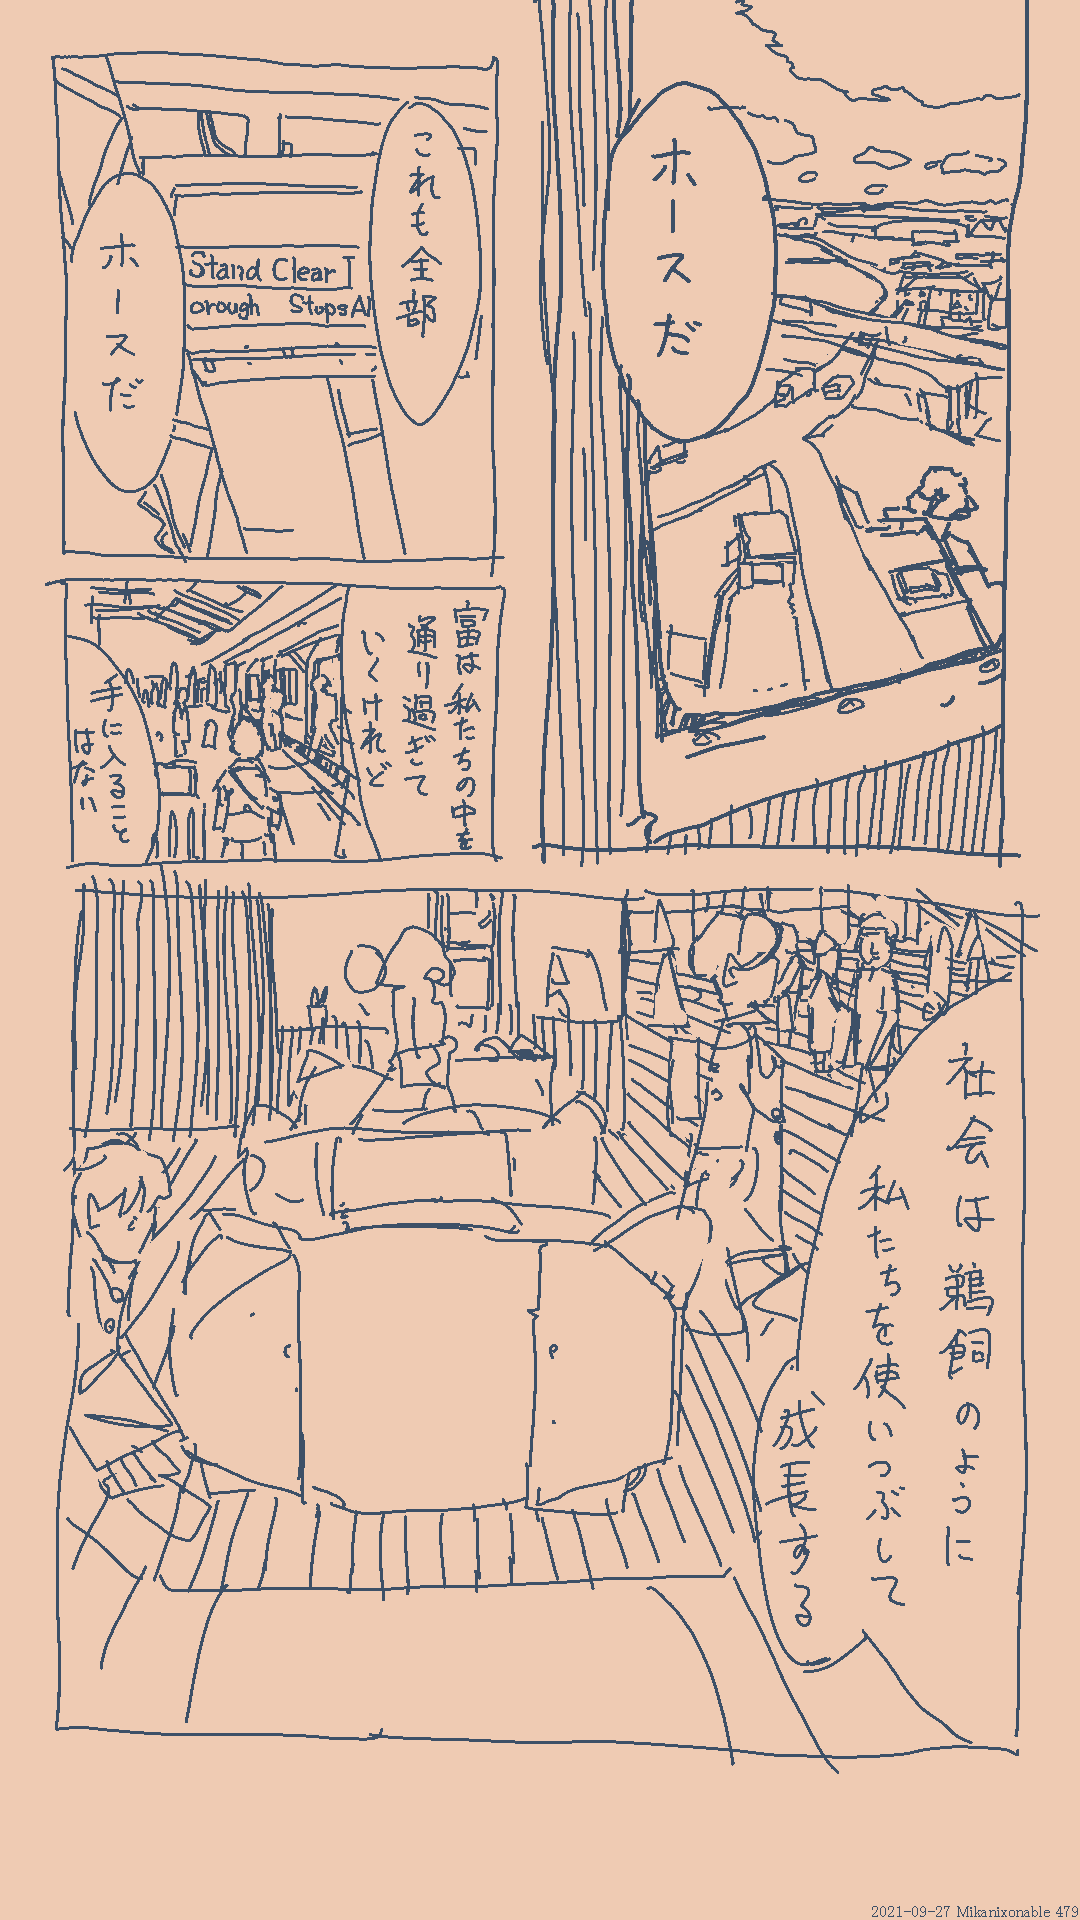 ホースだ
これも全部
ホースだ
Stand Clear
orough Stops
富は私たちの中を
通り過ぎて
いくけれど
手に入ること
はない
社会は鵜飼のように
私たちを使いつぶして
成長する
2021-09-27 Mikanixonable 479